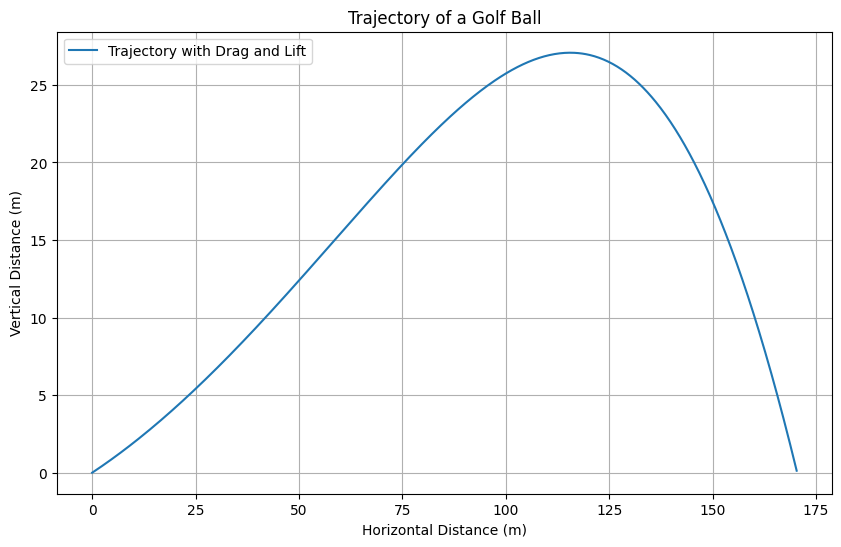 Trajectory of a Golf Ball
Trajectory with Drag and Lift
Vertical Distance (m)
25
20
15
10
5
0
0 25 50 75 100 125 150 175
Horizontal Distance (m)